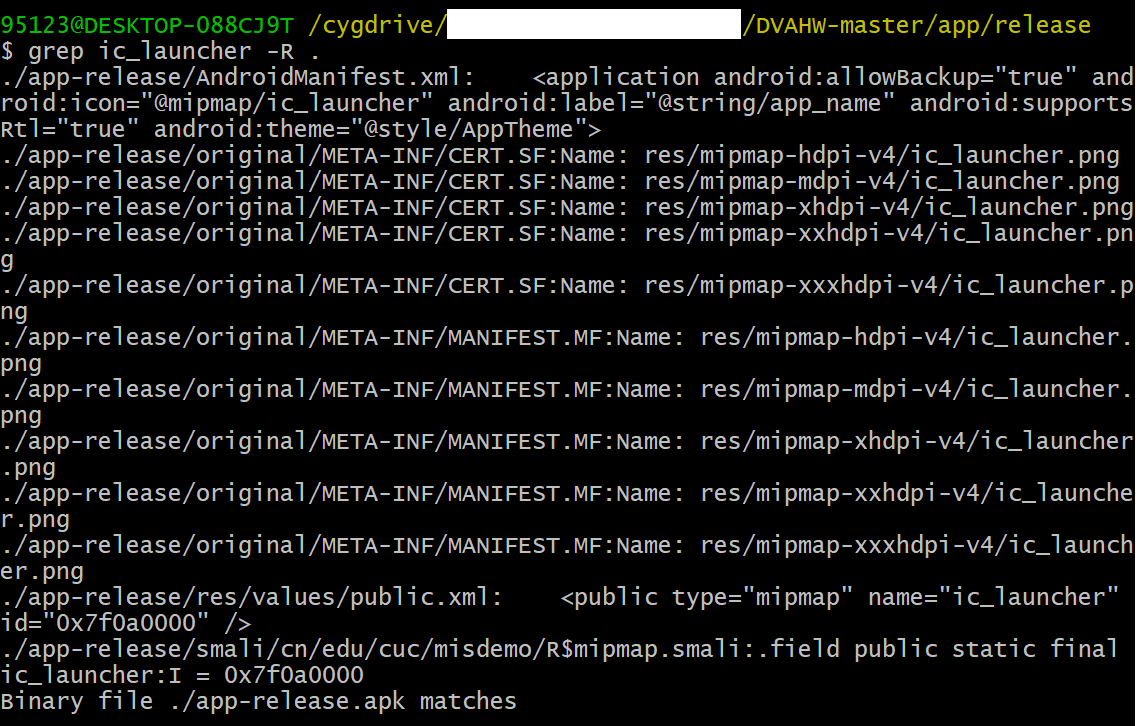 95123@DESKTOP-O88CJ9T /cygdrive/ /DVAHW-master/app/release
$ grep ic_launcher -R .
./app-release/AndroidManifest.xml:    <application android:allowBackup="true" and
roid:icon="@mipmap/ic_launcher" android:label="@string/app_name" android:supports
Rtl="true" android:theme="@style/AppTheme">
./app-release/original/META-INF/CERT.SF:Name: res/mipmap-hdpi-v4/ic_launcher.png
./app-release/original/META-INF/CERT.SF:Name: res/mipmap-mdpi-v4/ic_launcher.png
./app-release/original/META-INF/CERT.SF:Name: res/mipmap-xhdpi-v4/ic_launcher.png
./app-release/original/META-INF/CERT.SF:Name: res/mipmap-xxhdpi-v4/ic_launcher.pn
g
./app-release/original/META-INF/CERT.SF:Name: res/mipmap-xxxhdpi-v4/ic_launcher.p
ng
./app-release/original/META-INF/MANIFEST.MF:Name: res/mipmap-hdpi-v4/ic_launcher.
png
./app-release/original/META-INF/MANIFEST.MF:Name: res/mipmap-mdpi-v4/ic_launcher.
png
./app-release/original/META-INF/MANIFEST.MF:Name: res/mipmap-xhdpi-v4/ic_launcher
.png
./app-release/original/META-INF/MANIFEST.MF:Name: res/mipmap-xxhdpi-v4/ic_launche
r.png
./app-release/original/META-INF/MANIFEST.MF:Name: res/mipmap-xxxhdpi-v4/ic_launch
er.png
./app-release/res/values/public.xml:    <public type="mipmap" name="ic_launcher"
id="0x7f0a0000" />
./app-release/smali/cn/edu/cuc/misdemo/R$mipmap.smali:.field public static final
ic_launcher:I = 0x7f0a0000
Binary file ./app-release.apk matches